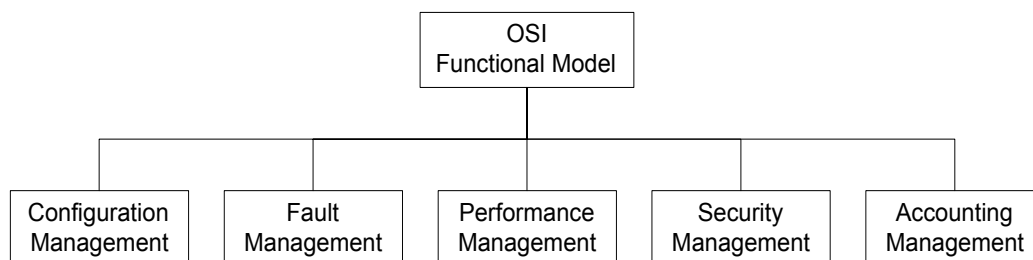 OSI
Functional Model
Configuration
Management
Fault
Management
Performance
Management
Security
Management
Accounting
Management